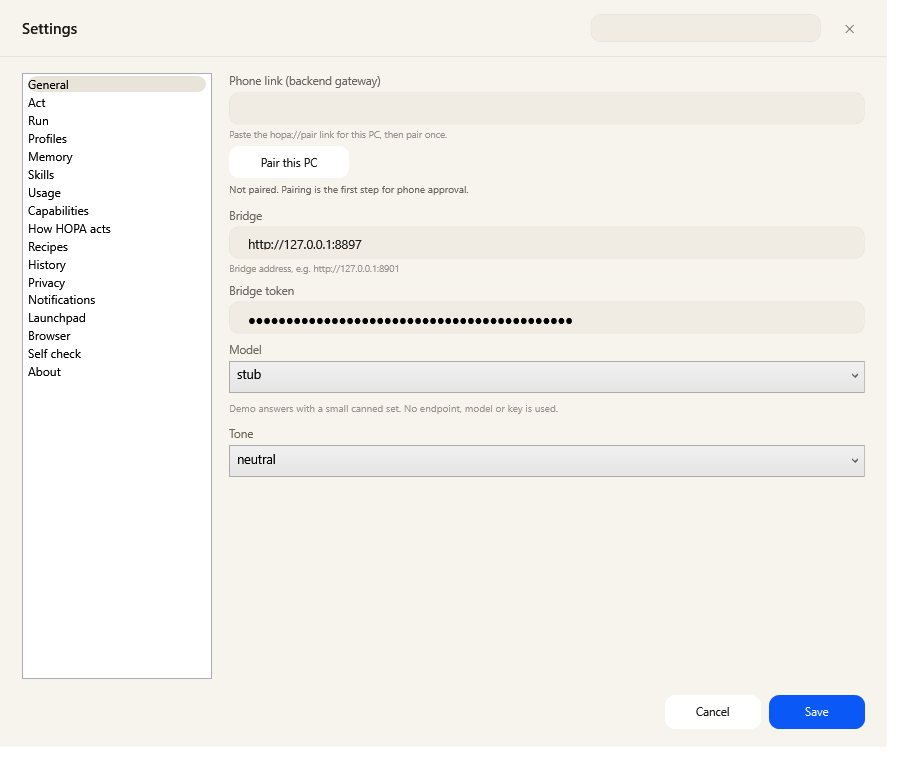 Settings
General
Act
Run
Profiles
Memory
Skills
Usage
Capabilities
How HOPA acts
Recipes
History
Privacy
Notifications
Launchpad
Browser
Self check
About
Phone link (backend gateway)
Paste the hopa://pair link for this PC, then pair once.
Pair this PC
Not paired. Pairing is the first step for phone approval.
Bridge
http://127.0.0.1:8897
Bridge address, e.g. http://127.0.0.1:8901
Bridge token
●●●●●●●●●●●●●●●●●●●●●●●●●●●●●●●●●●●●●●●●●●●
Model
stub
Demo answers with a small canned set. No endpoint, model or key is used.
Tone
neutral
Cancel
Save